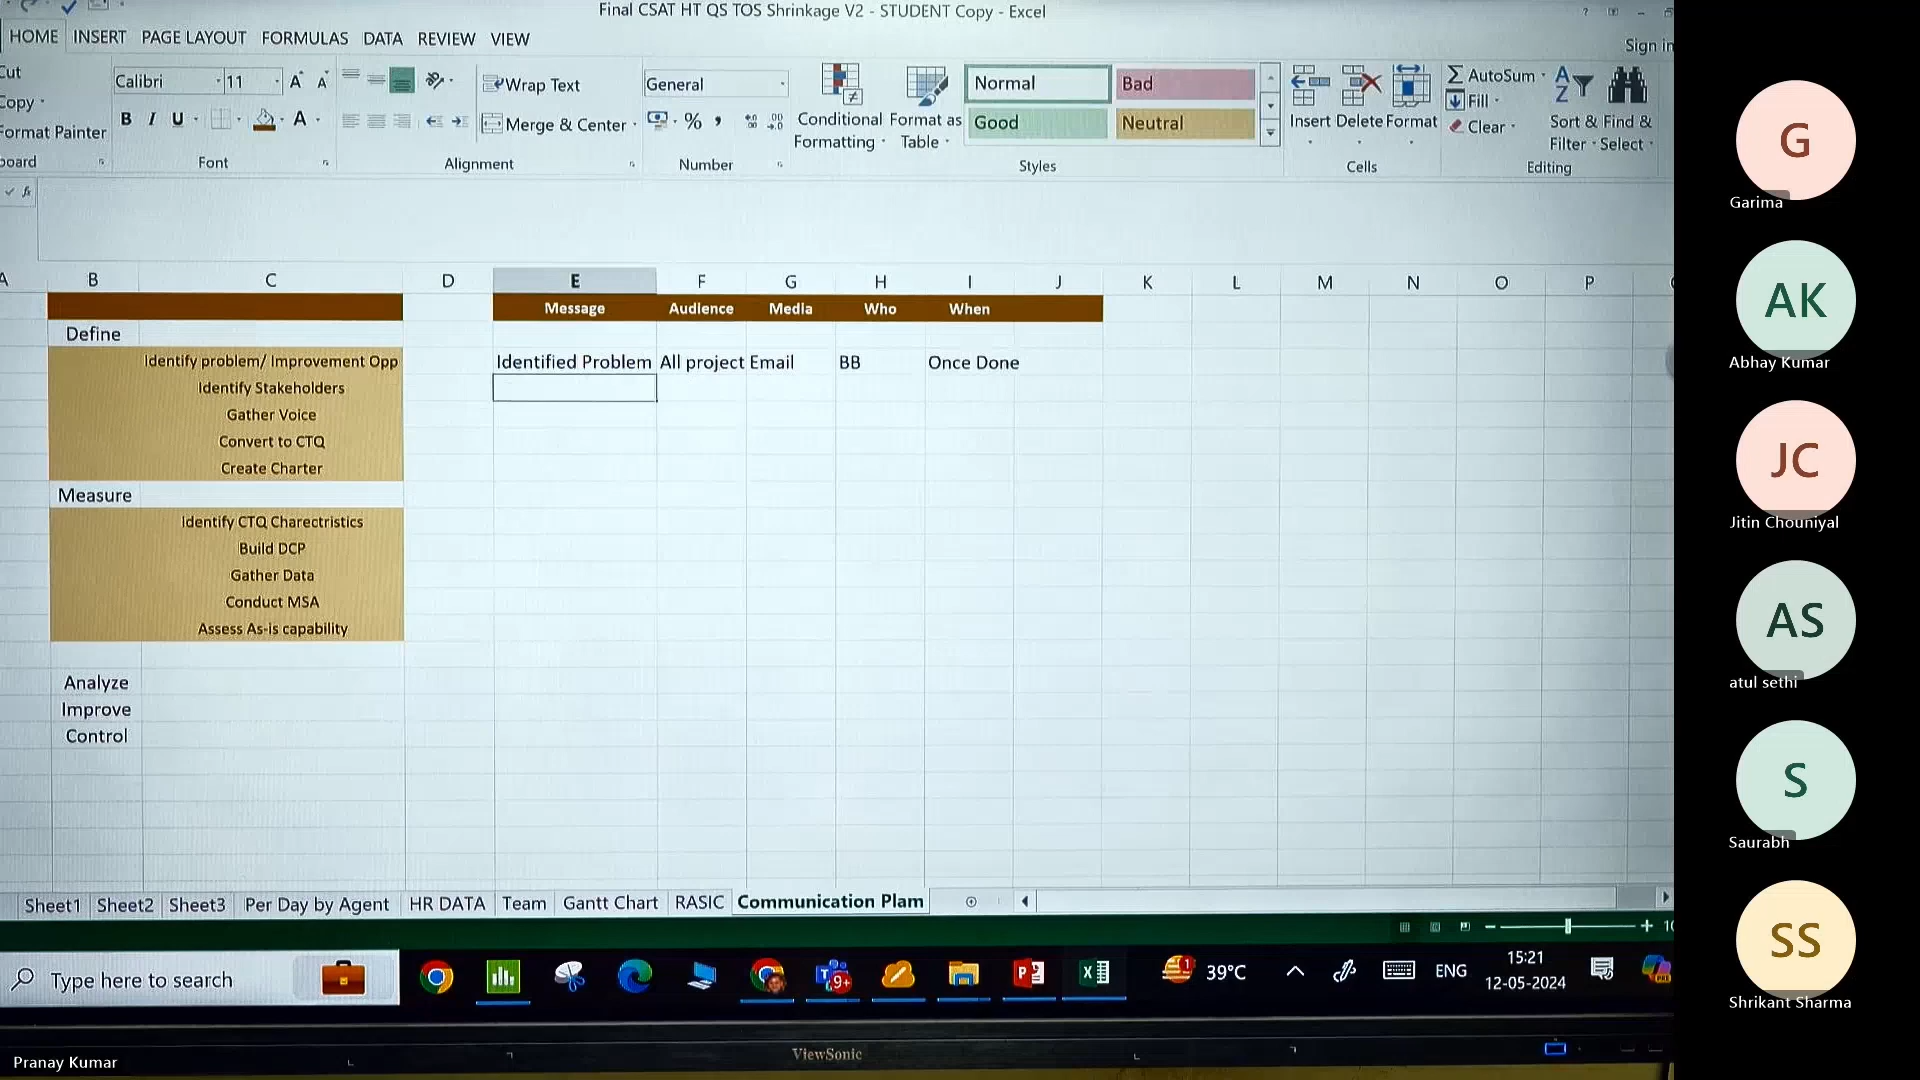 Final CSAT HT QS TOS Shrinkage V2 - STUDENT Copy - Excel
HOME INSERT PAGE LAYOUT FORMULAS DATA REVIEW VIEW
Sign in
Cut
Copy
Format Painter
Calibri 11
Wrap Text
Merge & Center
General
Conditional Formatting
Format as Table
Normal Bad
Good Neutral
Insert Delete Format
AutoSum
Fill
Clear
Sort & Filter
Find & Select
board Font Alignment Number Styles Cells Editing
A B C D E F G H I J K L M N O P
Message Audience Media Who When
Define
Identify problem/ Improvement Opp
Identified Problem All project Email BB Once Done
Identify Stakeholders
Gather Voice
Convert to CTQ
Create Charter
Measure
Identify CTQ Charectristics
Build DCP
Gather Data
Conduct MSA
Assess As-is capability
Analyze
Improve
Control
Sheet1 Sheet2 Sheet3 Per Day by Agent HR DATA Team Gantt Chart RASIC Communication Plam
Type here to search
9+
1
39°C
ENG
15:21
12-05-2024
ViewSonic
Pranay Kumar
G
Garima
AK
Abhay Kumar
JC
Jitin Chouniyal
AS
atul sethi
S
Saurabh
SS
Shrikant Sharma